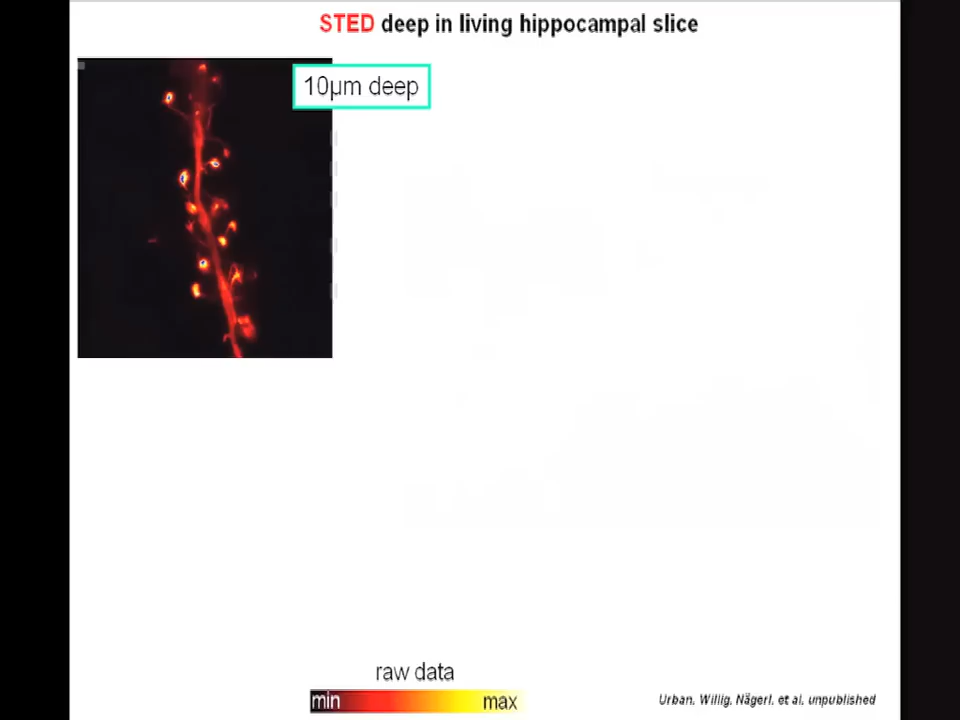 STED deep in living hippocampal slice
10µm deep
raw data
min max
Urban, Willig, Nägerl, et al, unpublished